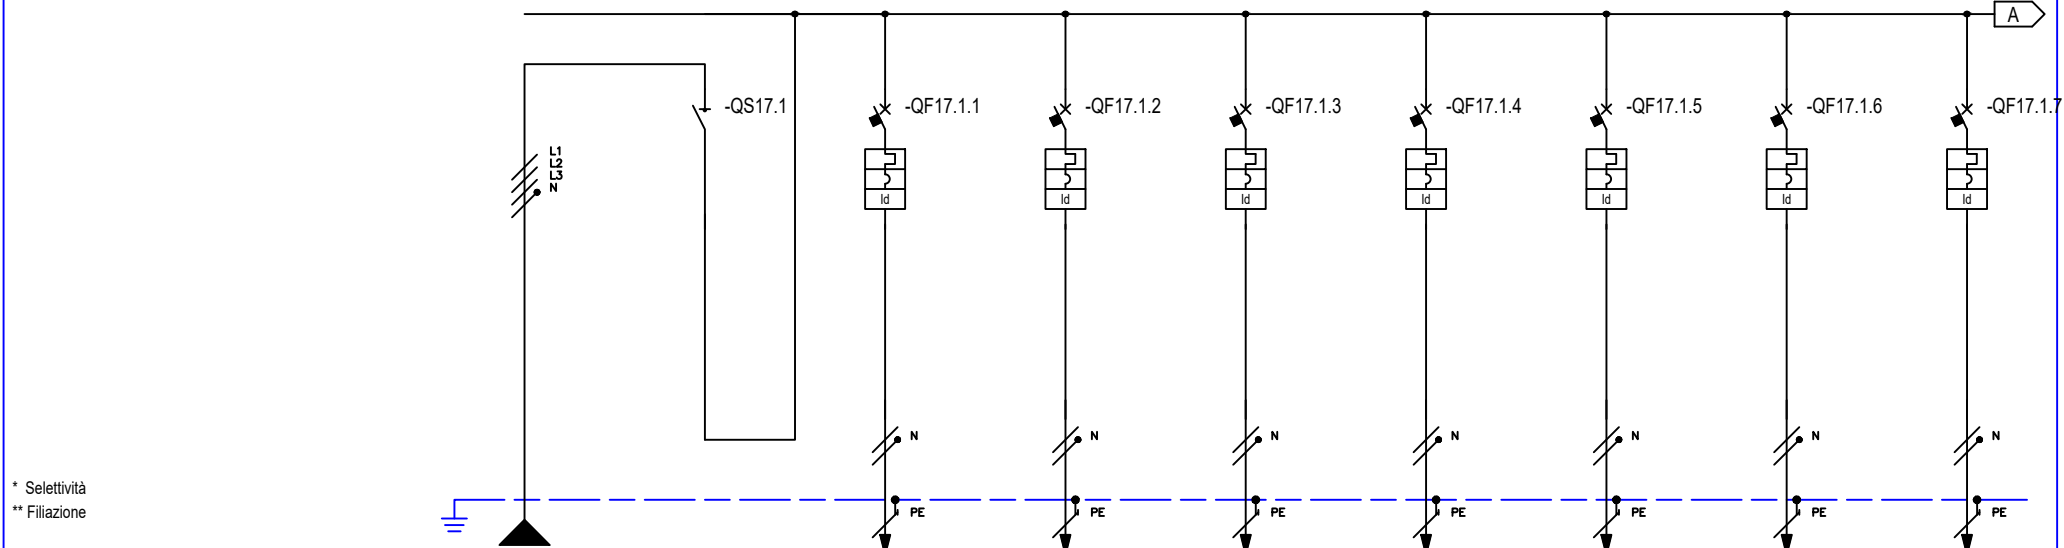 A
-QS17.1
-QF17.1.1
-QF17.1.2
-QF17.1.3
-QF17.1.4
-QF17.1.5
-QF17.1.6
-QF17.1.7
L1
L2
L3
N
Id
Id
Id
Id
Id
Id
Id
N
N
N
N
N
N
N
* Selettività
** Filiazione
PE
PE
PE
PE
PE
PE
PE